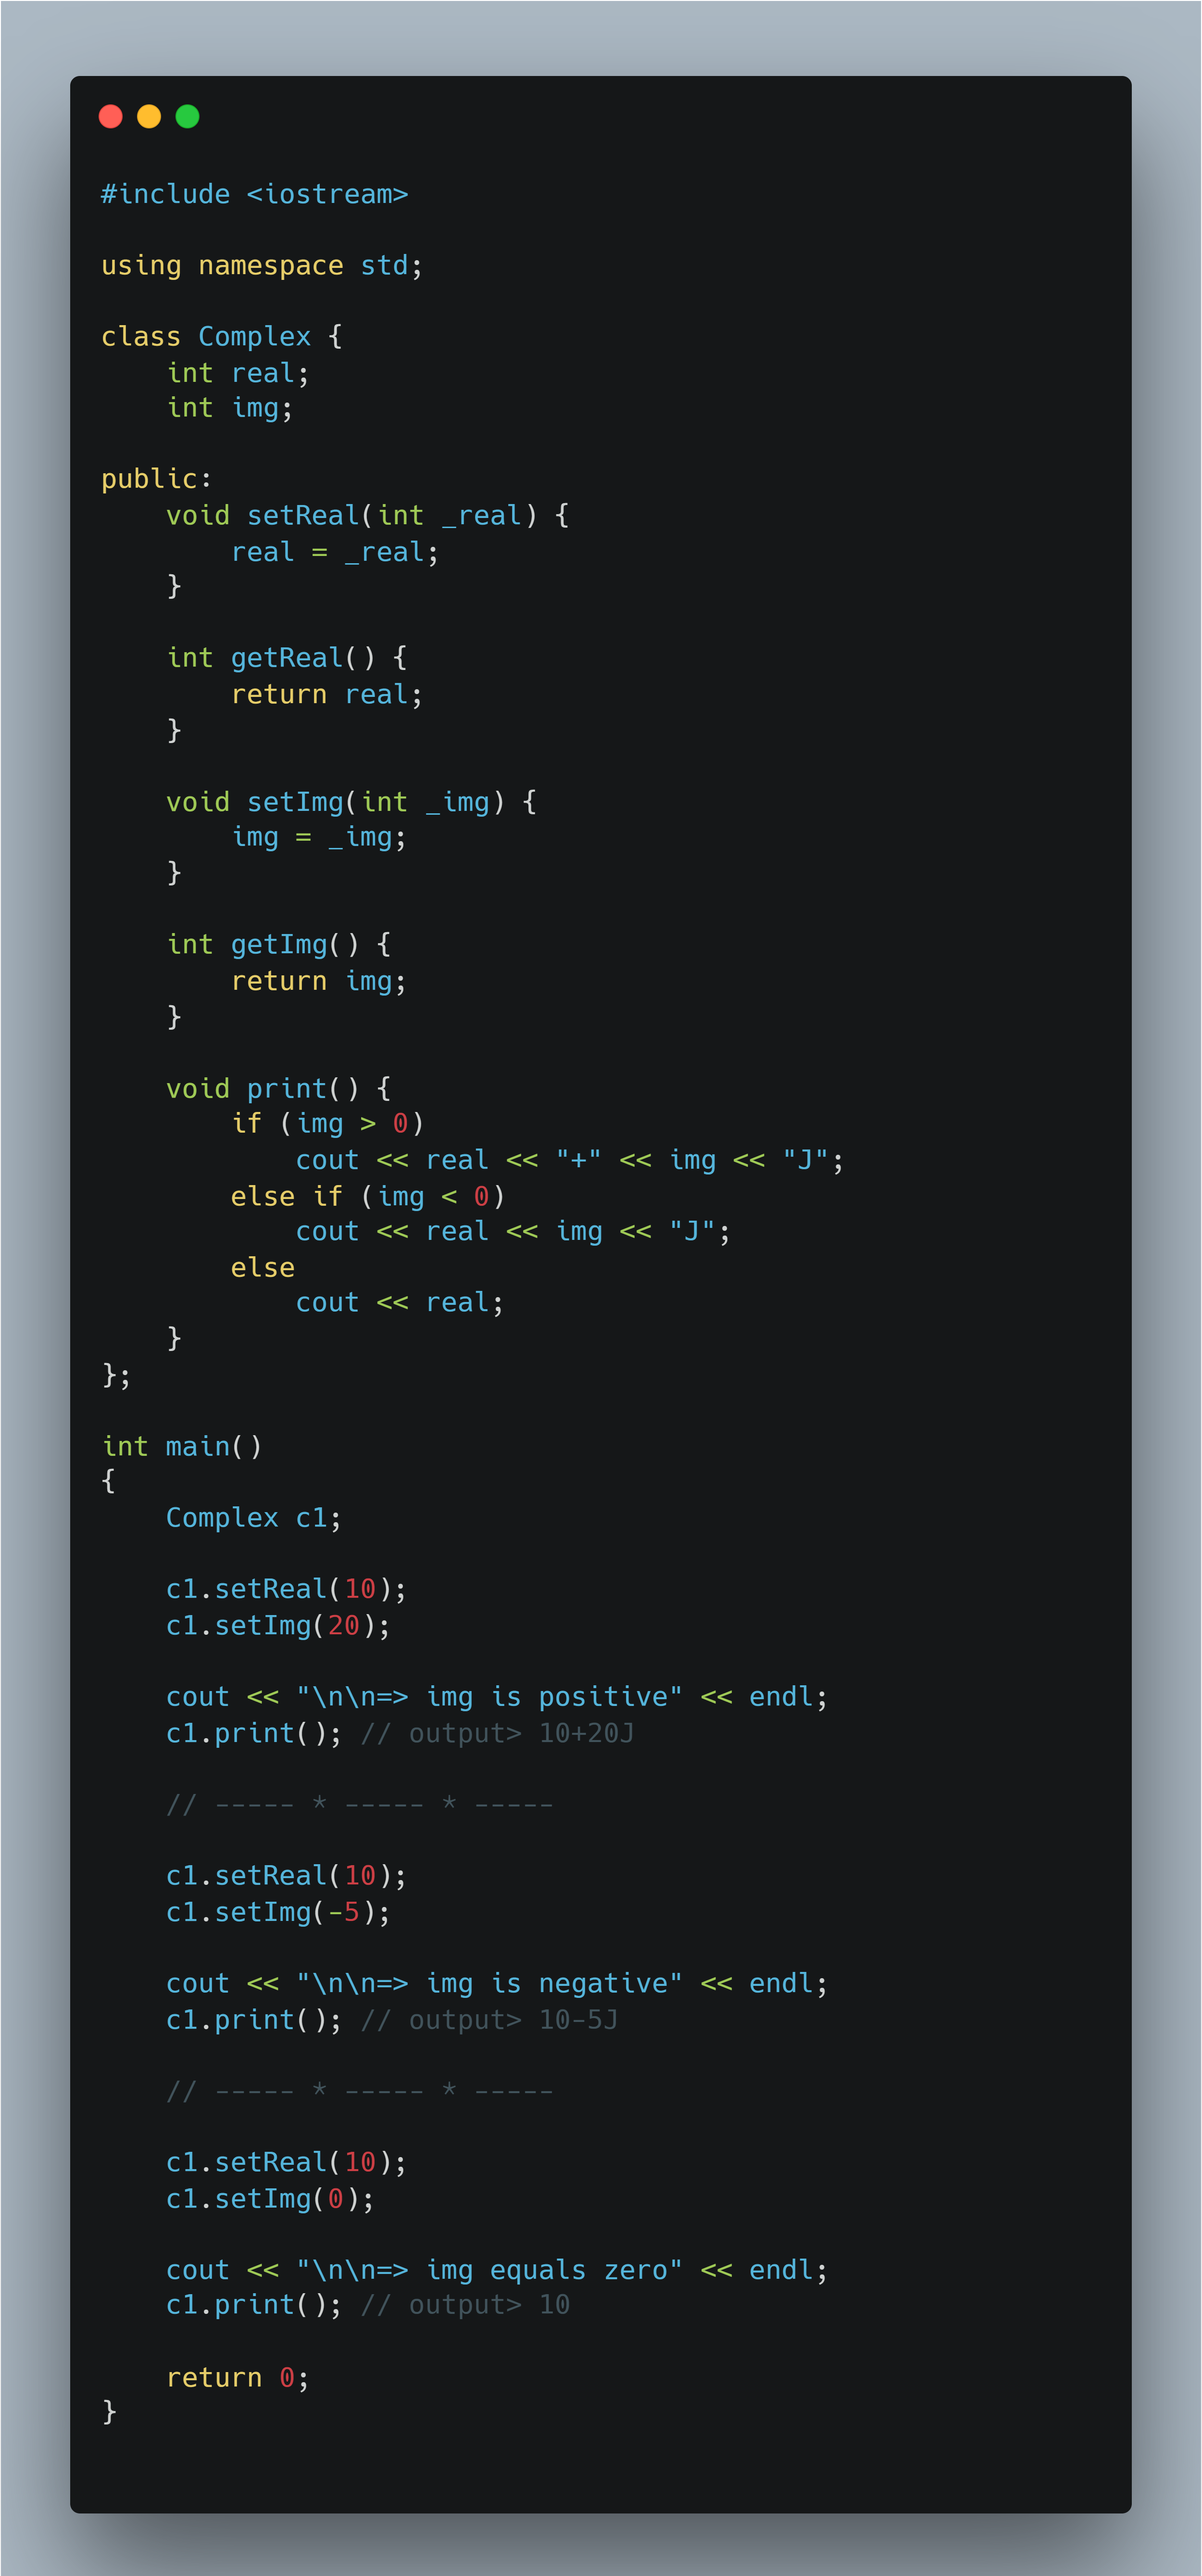 #include <iostream>

using namespace std;

class Complex {
    int real;
    int img;

public:
    void setReal(int _real) {
        real = _real;
    }

    int getReal() {
        return real;
    }

    void setImg(int _img) {
        img = _img;
    }

    int getImg() {
        return img;
    }

    void print() {
        if (img > 0)
            cout << real << "+" << img << "J";
        else if (img < 0)
            cout << real << img << "J";
        else
            cout << real;
    }
};

int main()
{
    Complex c1;

    c1.setReal(10);
    c1.setImg(20);

    cout << "\n\n=> img is positive" << endl;
    c1.print(); // output> 10+20J

    // ----- * ----- * -----

    c1.setReal(10);
    c1.setImg(-5);

    cout << "\n\n=> img is negative" << endl;
    c1.print(); // output> 10-5J

    // ----- * ----- * -----

    c1.setReal(10);
    c1.setImg(0);

    cout << "\n\n=> img equals zero" << endl;
    c1.print(); // output> 10

    return 0;
}